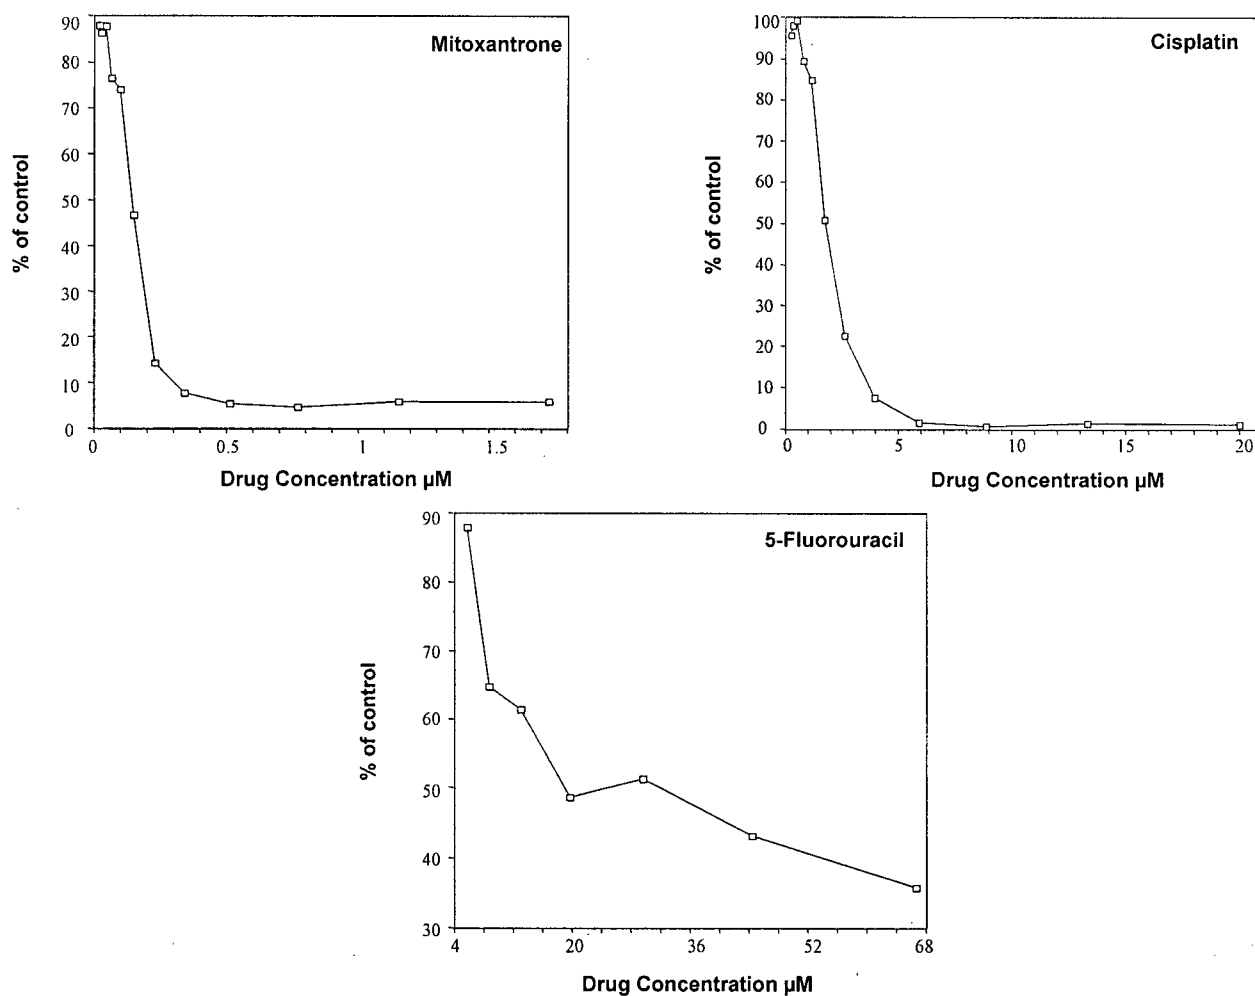 Mitoxantrone
% of control
90
80
70
60
50
40
30
20
10
0
0 0.5 1 1.5
Drug Concentration µM
Cisplatin
% of control
100
90
80
70
60
50
40
30
20
10
0
0 5 10 15 20
Drug Concentration µM
5-Fluorouracil
% of control
90
80
70
60
50
40
30
4 20 36 52 68
Drug Concentration µM